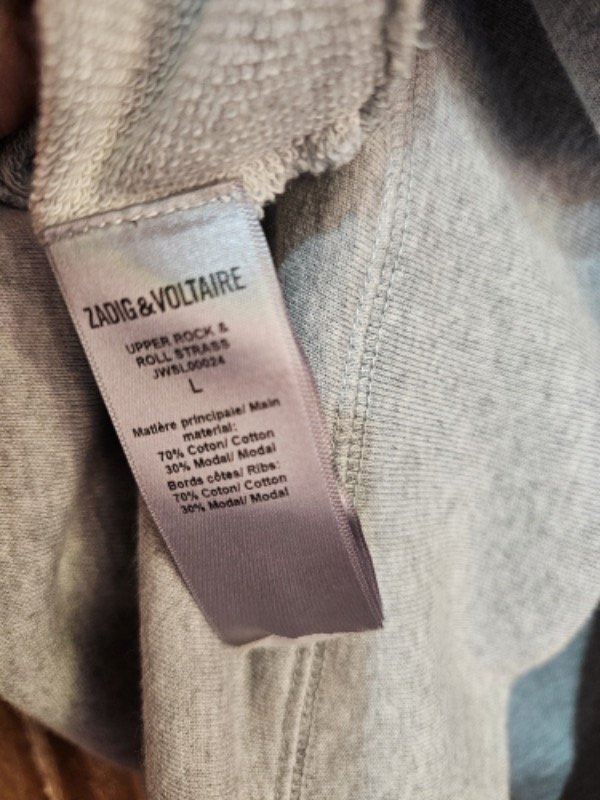 ZADIG&VOLTAIRE
UPPER ROCK &
ROLL STRASS
JWSL00024
L
Matière principale/ Main
material:
70% Coton/ Cotton
30% Modal/ Modal
Bords côtes/ Ribs:
70% Coton/ Cotton
30% Modal/ Modal